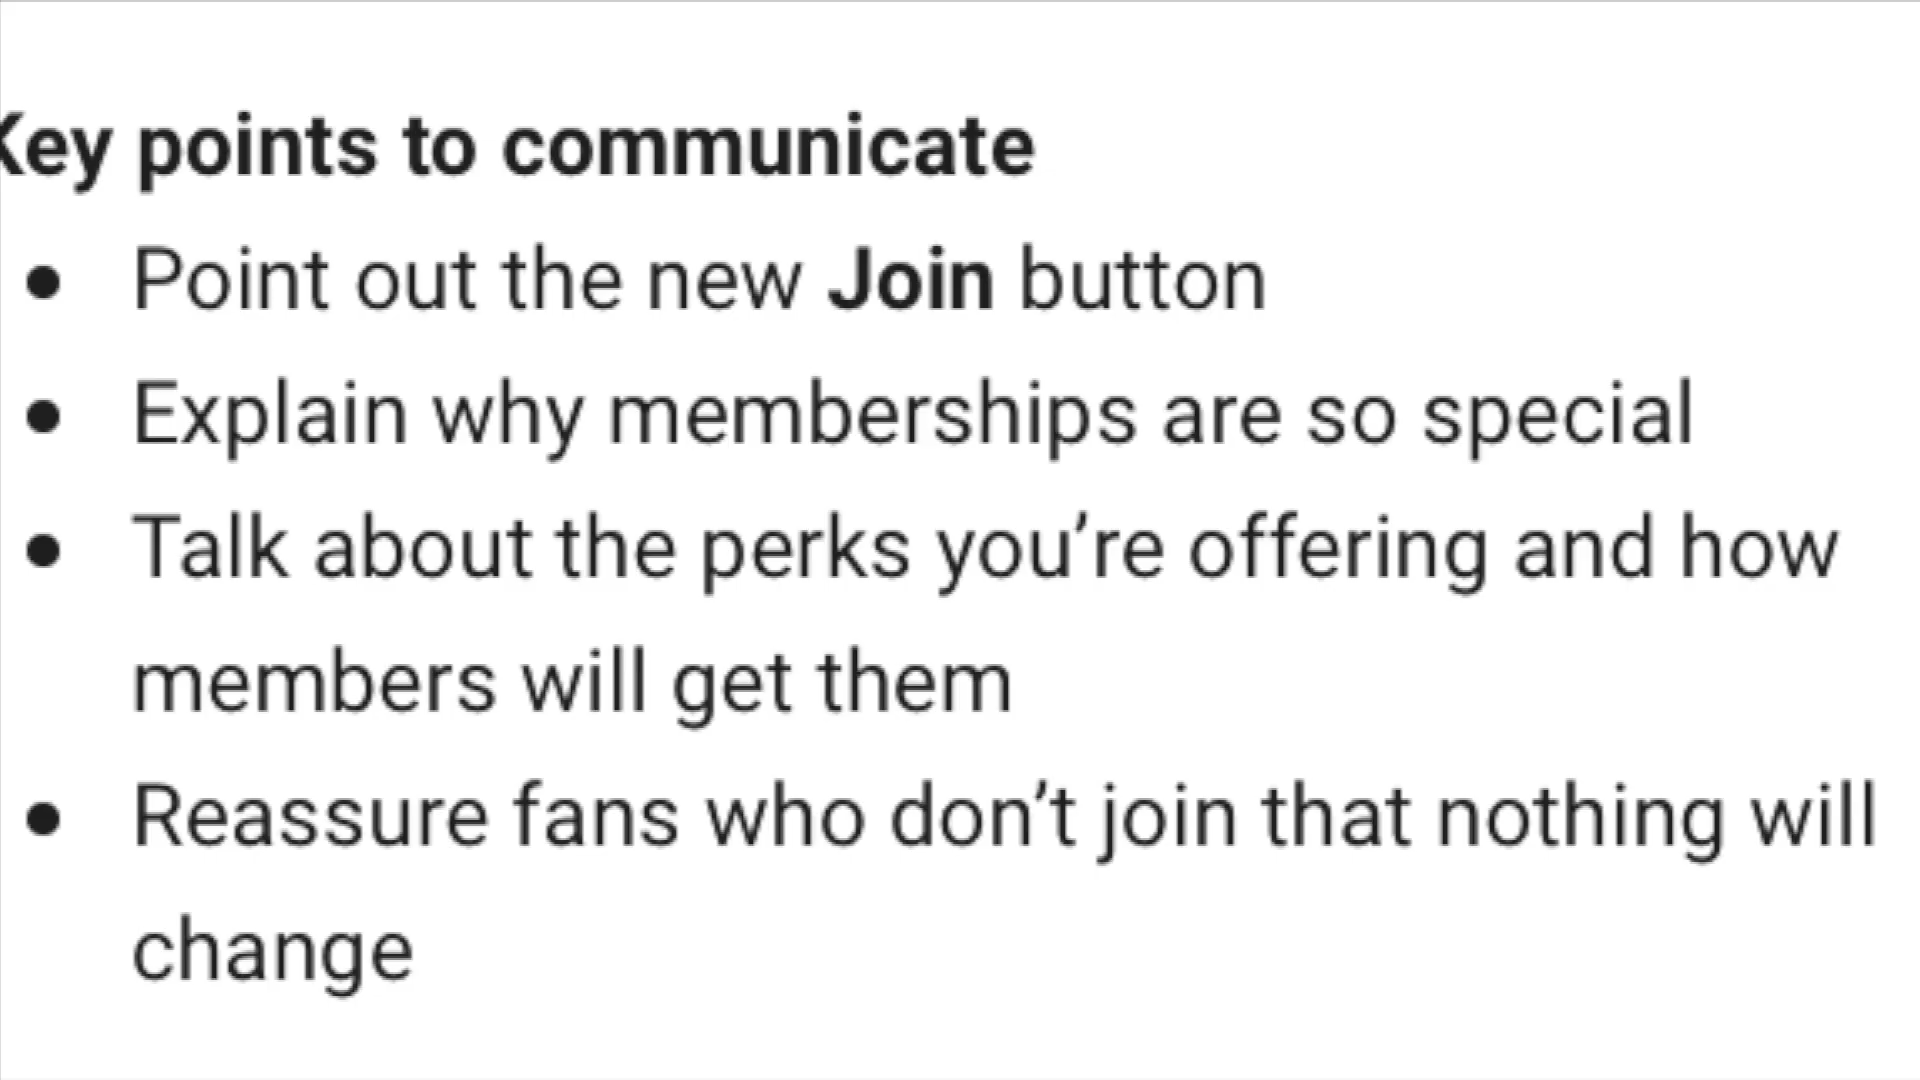 Key points to communicate
• Point out the new Join button
• Explain why memberships are so special
• Talk about the perks you’re offering and how
members will get them
• Reassure fans who don’t join that nothing will
change